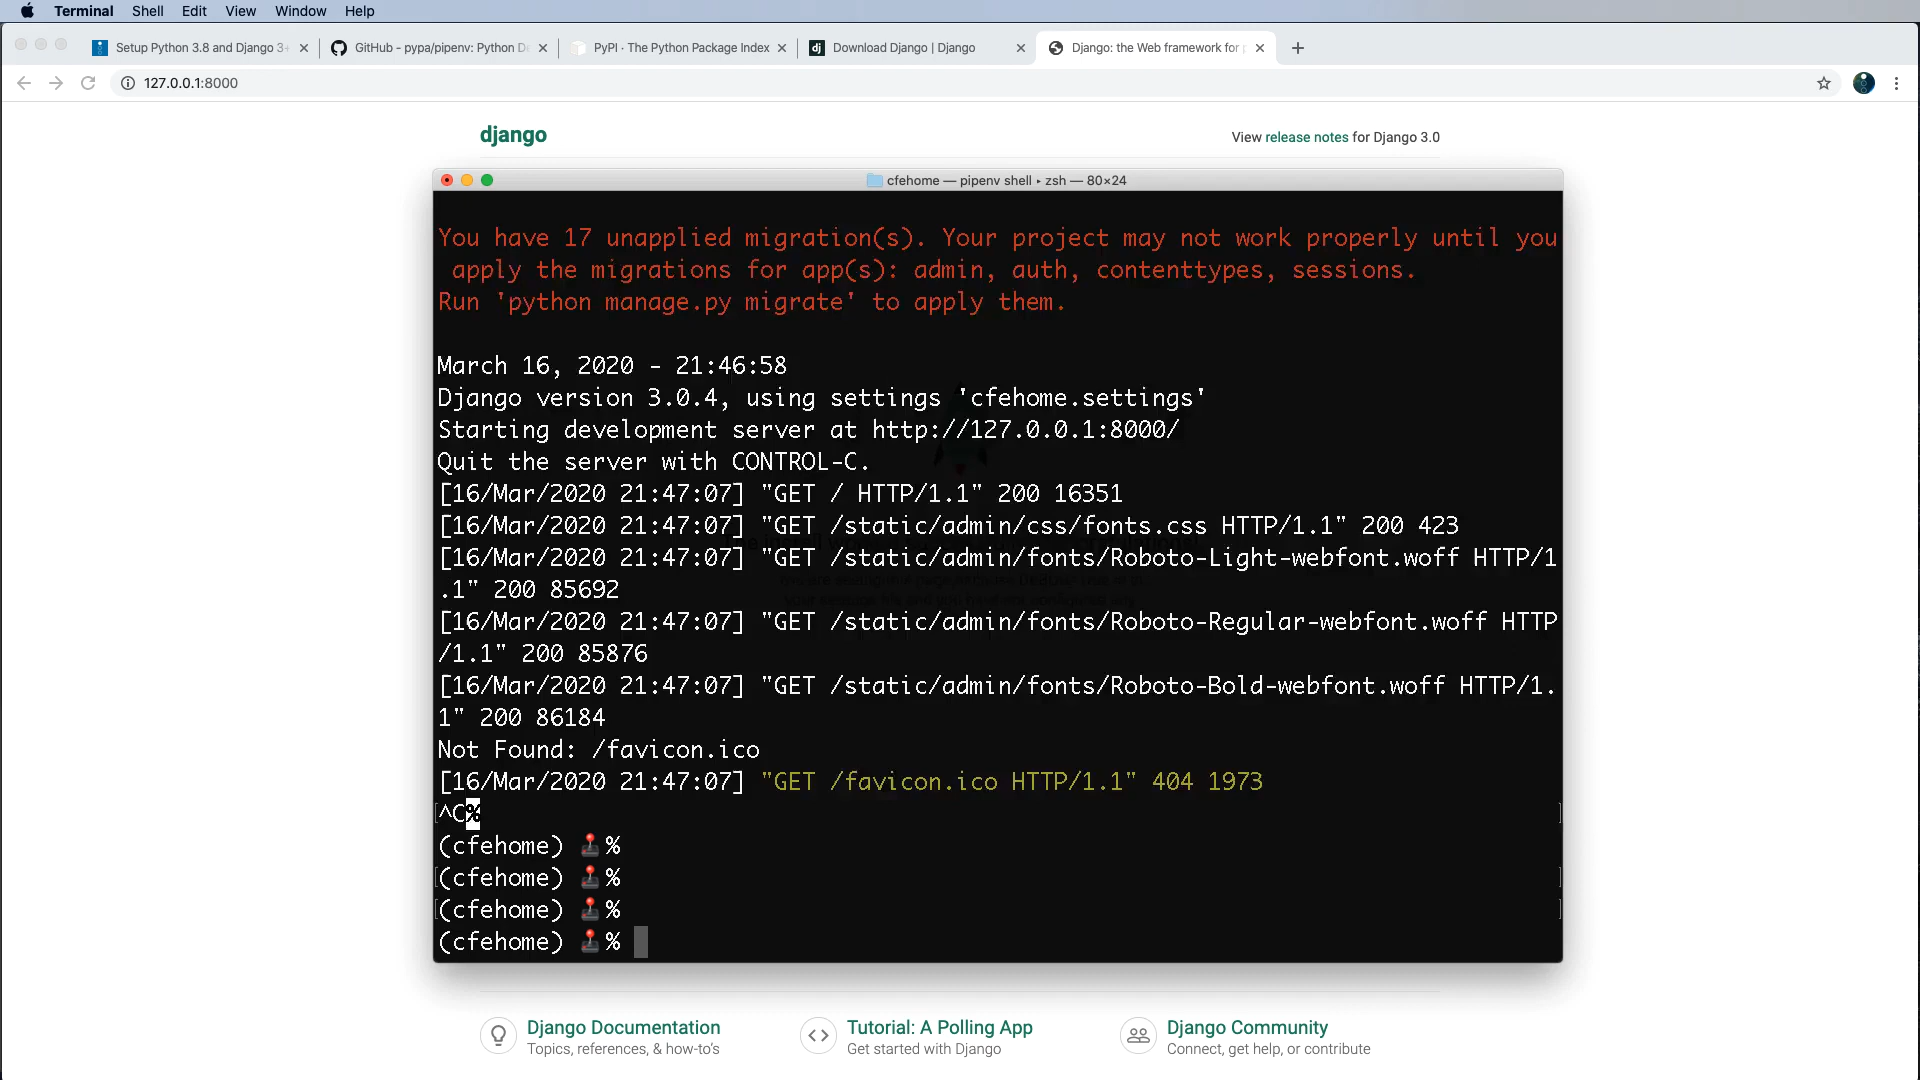 Terminal Shell Edit View Window Help
Setup Python 3.8 and Django 3+
GitHub - pypa/pipenv: Python De
PyPI · The Python Package Index
dj Download Django | Django
Django: the Web framework for p
127.0.0.1:8000
django
View release notes for Django 3.0
cfehome — pipenv shell ▸ zsh — 80×24
You have 17 unapplied migration(s). Your project may not work properly until you
apply the migrations for app(s): admin, auth, contenttypes, sessions.
Run 'python manage.py migrate' to apply them.
March 16, 2020 - 21:46:58
Django version 3.0.4, using settings 'cfehome.settings'
Starting development server at http://127.0.0.1:8000/
Quit the server with CONTROL-C.
[16/Mar/2020 21:47:07] "GET / HTTP/1.1" 200 16351
[16/Mar/2020 21:47:07] "GET /static/admin/css/fonts.css HTTP/1.1" 200 423
[16/Mar/2020 21:47:07] "GET /static/admin/fonts/Roboto-Light-webfont.woff HTTP/1
.1" 200 85692
[16/Mar/2020 21:47:07] "GET /static/admin/fonts/Roboto-Regular-webfont.woff HTTP
/1.1" 200 85876
[16/Mar/2020 21:47:07] "GET /static/admin/fonts/Roboto-Bold-webfont.woff HTTP/1.
1" 200 86184
Not Found: /favicon.ico
[16/Mar/2020 21:47:07] "GET /favicon.ico HTTP/1.1" 404 1973
^C%
(cfehome) 🕹%
(cfehome) 🕹%
(cfehome) 🕹%
(cfehome) 🕹%
Django Documentation
Topics, references, & how-to's
Tutorial: A Polling App
Get started with Django
Django Community
Connect, get help, or contribute